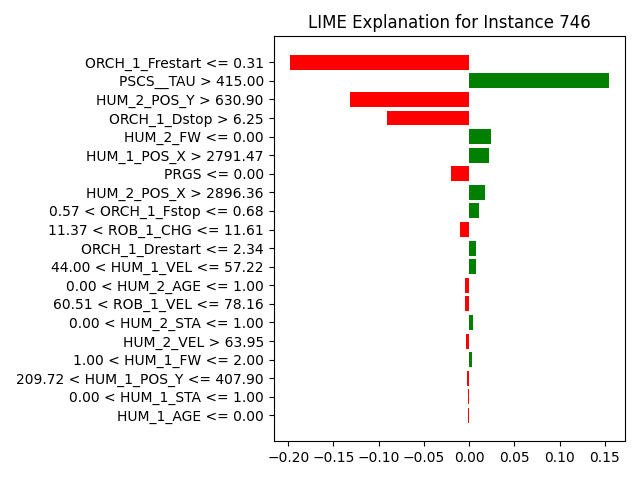 LIME Explanation for Instance 746
ORCH_1_Frestart <= 0.31
PSCS__TAU > 415.00
HUM_2_POS_Y > 630.90
ORCH_1_Dstop > 6.25
HUM_2_FW <= 0.00
HUM_1_POS_X > 2791.47
PRGS <= 0.00
HUM_2_POS_X > 2896.36
0.57 < ORCH_1_Fstop <= 0.68
11.37 < ROB_1_CHG <= 11.61
ORCH_1_Drestart <= 2.34
44.00 < HUM_1_VEL <= 57.22
0.00 < HUM_2_AGE <= 1.00
60.51 < ROB_1_VEL <= 78.16
0.00 < HUM_2_STA <= 1.00
HUM_2_VEL > 63.95
1.00 < HUM_1_FW <= 2.00
209.72 < HUM_1_POS_Y <= 407.90
0.00 < HUM_1_STA <= 1.00
HUM_1_AGE <= 0.00
−0.20 −0.15 −0.10 −0.05 0.00 0.05 0.10 0.15